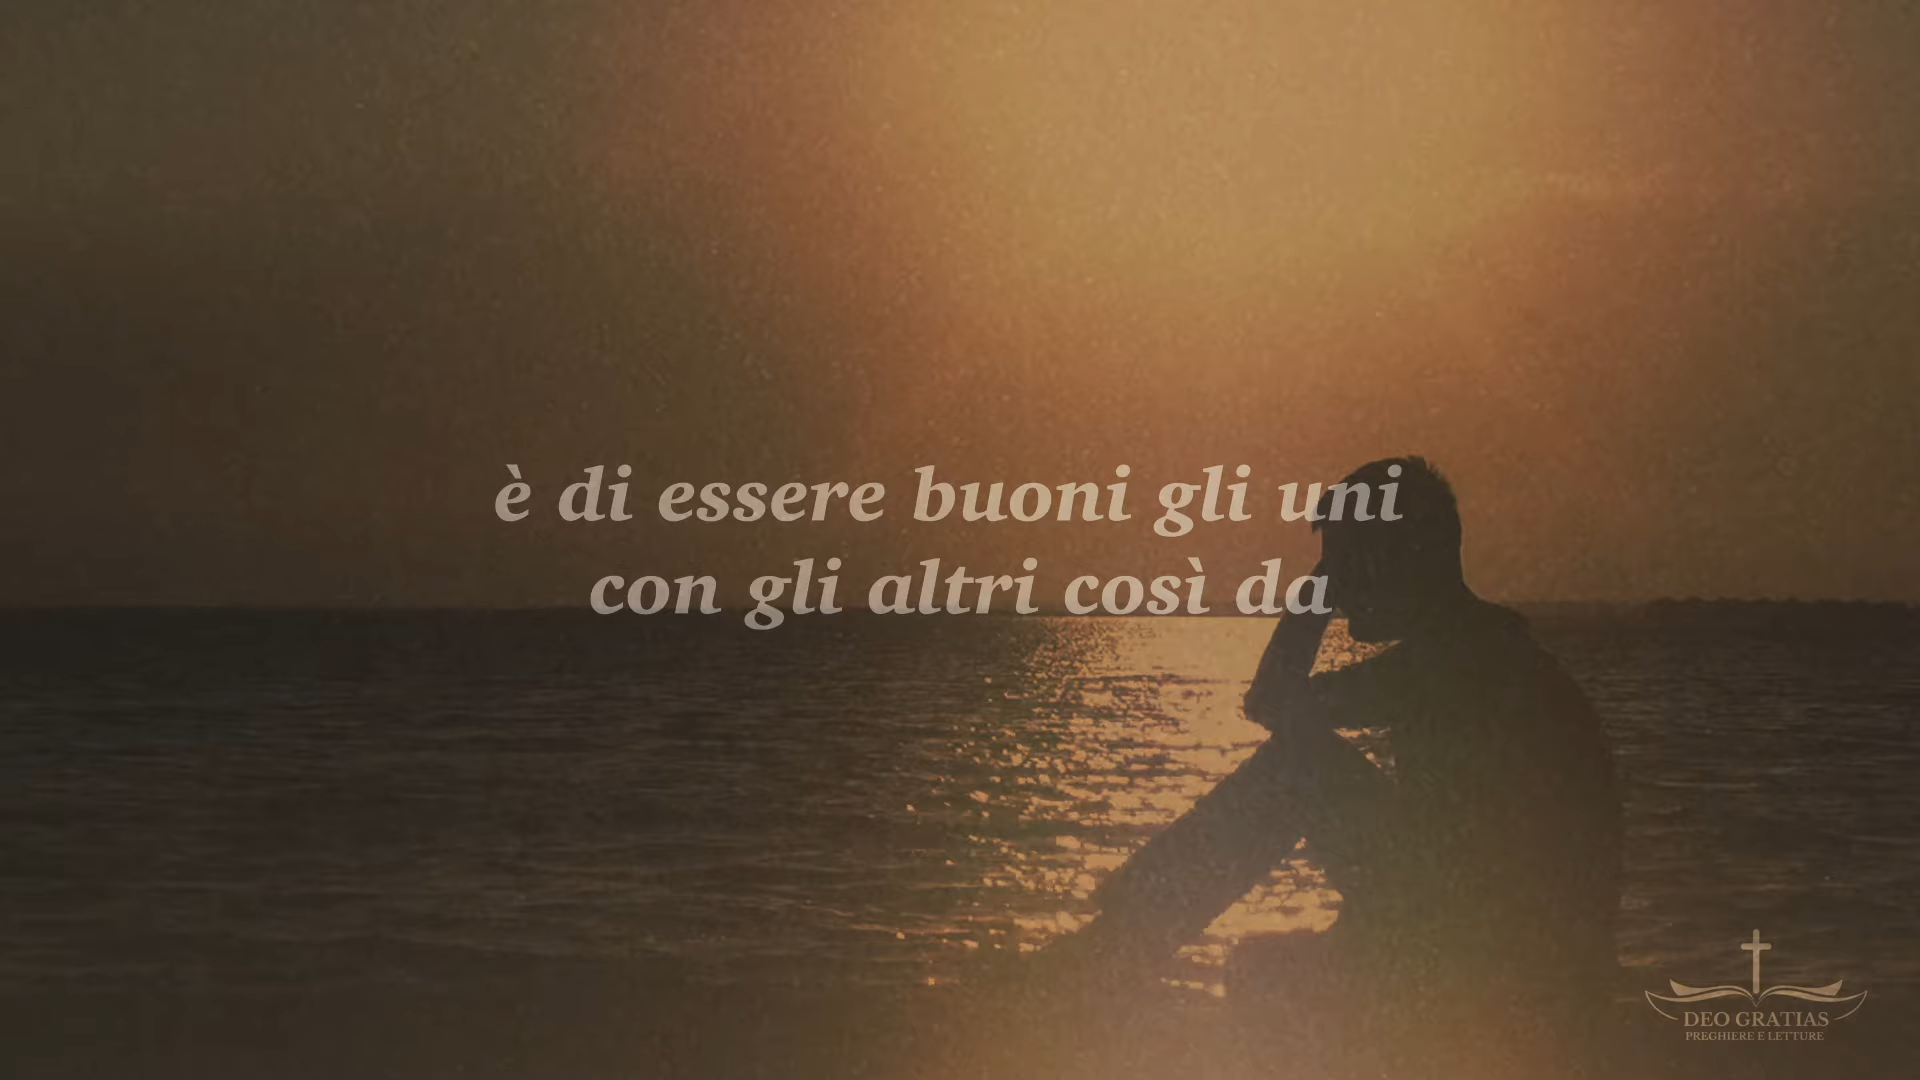 è di essere buoni gli uni
con gli altri così da
DEO GRATIAS
PREGHIERE E LETTURE